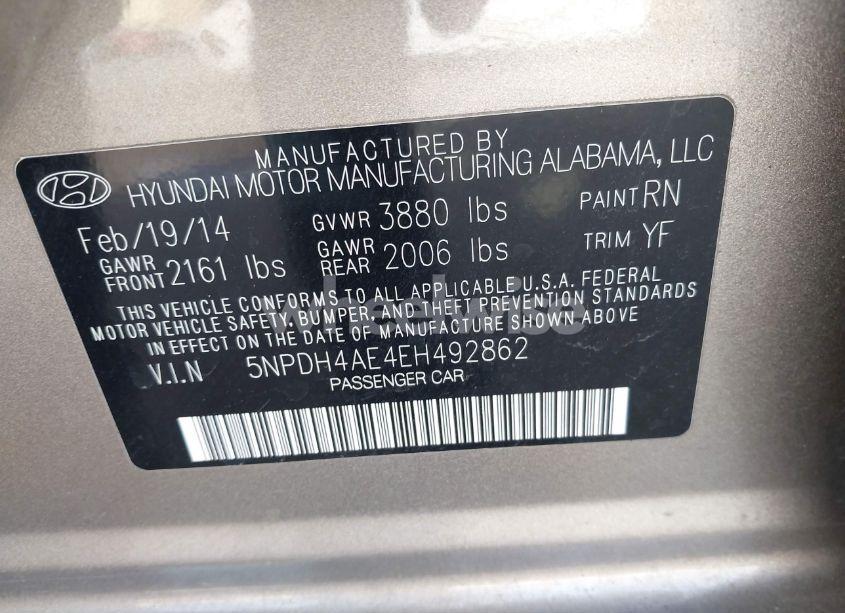 MANUFACTURED BY
HYUNDAI MOTOR MANUFACTURING ALABAMA, LLC
Feb/19/14 GVWR 3880 lbs PAINT RN
GAWR FRONT 2161 lbs GAWR REAR 2006 lbs TRIM YF
THIS VEHICLE CONFORMS TO ALL APPLICABLE U.S.A. FEDERAL
MOTOR VEHICLE SAFETY, BUMPER, AND THEFT PREVENTION STANDARDS
IN EFFECT ON THE DATE OF MANUFACTURE SHOWN ABOVE
V.I.N 5NPDH4AE4EH492862
PASSENGER CAR
wheelwise